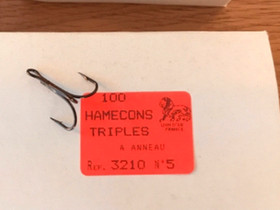 100
HAMECONS
TRIPLES
A ANNEAU
REF. 3210 N°5